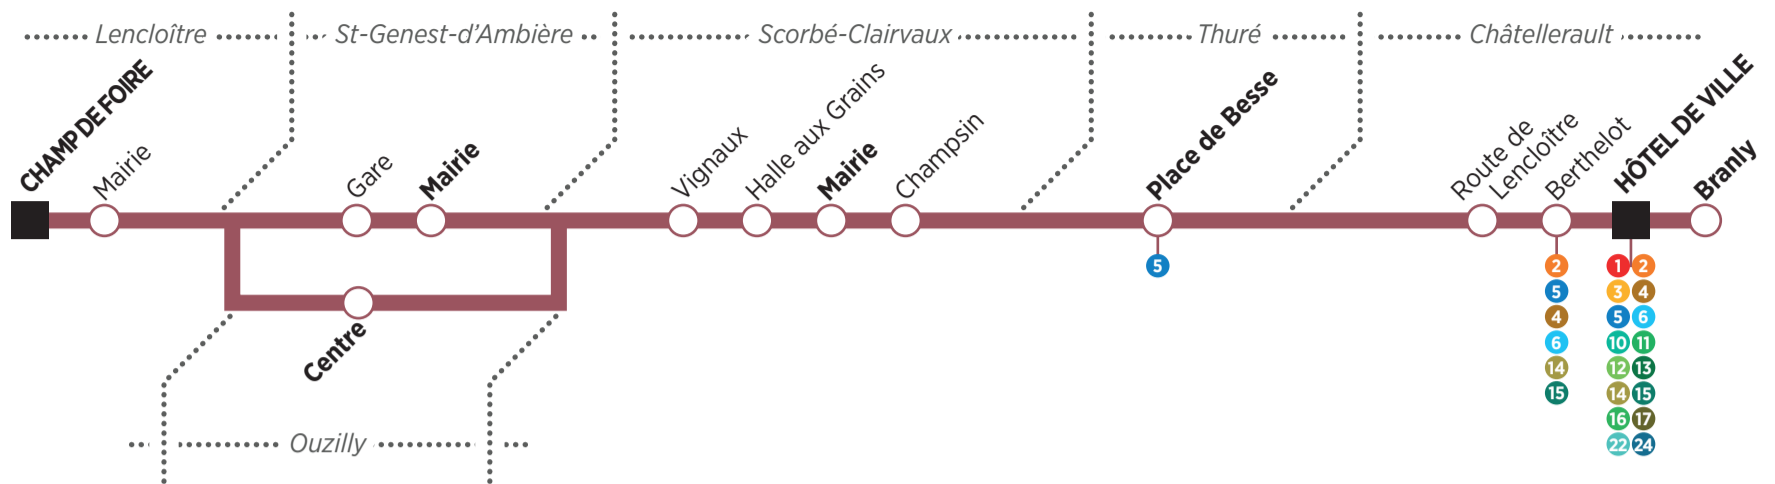 Lencloître
St-Genest-d'Ambière
Scorbé-Clairvaux
Thuré
Châtellerault
CHAMP DE FOIRE
Mairie
Gare
Mairie
Vignaux
Halle aux Grains
Mairie
Champsin
Place de Besse
Route de
Lencloître
Berthelot
HÔTEL DE VILLE
Branly
5
2
5
4
6
14
15
1 2
3 4
5 6
10 11
12 13
14 15
16 17
22 24
Centre
Ouzilly